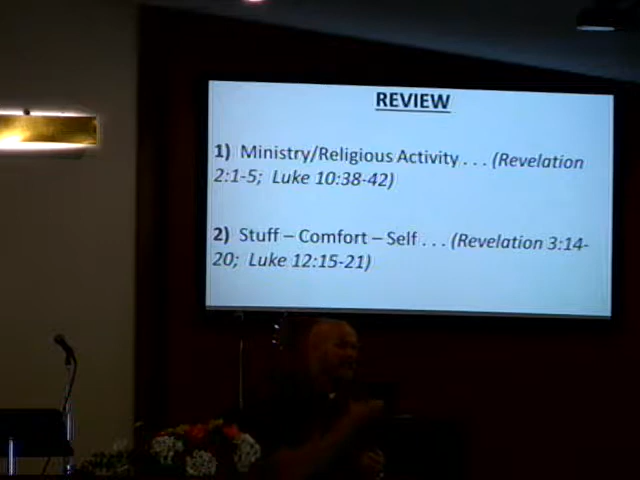 REVIEW
1) Ministry/Religious Activity . . . (Revelation
2:1-5; Luke 10:38-42)
2) Stuff – Comfort – Self . . . (Revelation 3:14-
20; Luke 12:15-21)